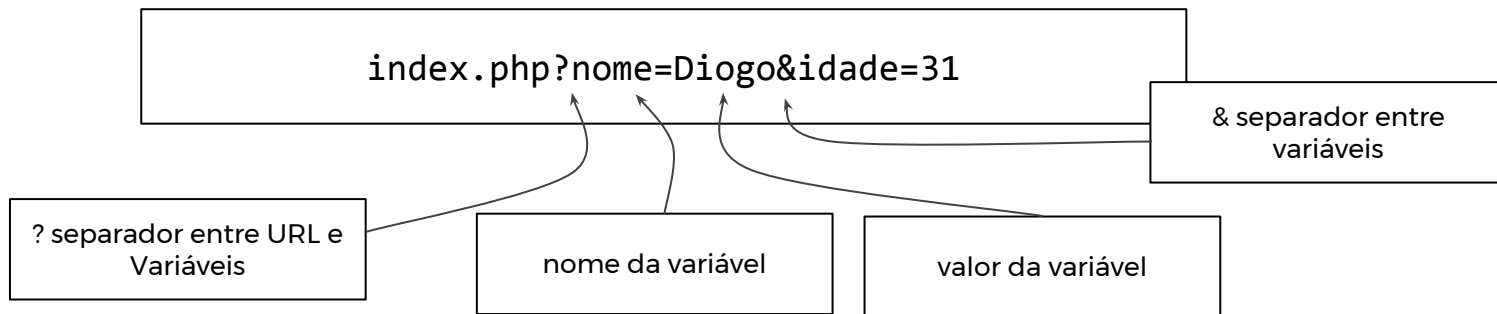 index.php?nome=Diogo&idade=31
& separador entre
variáveis
? separador entre URL e
Variáveis
nome da variável
valor da variável